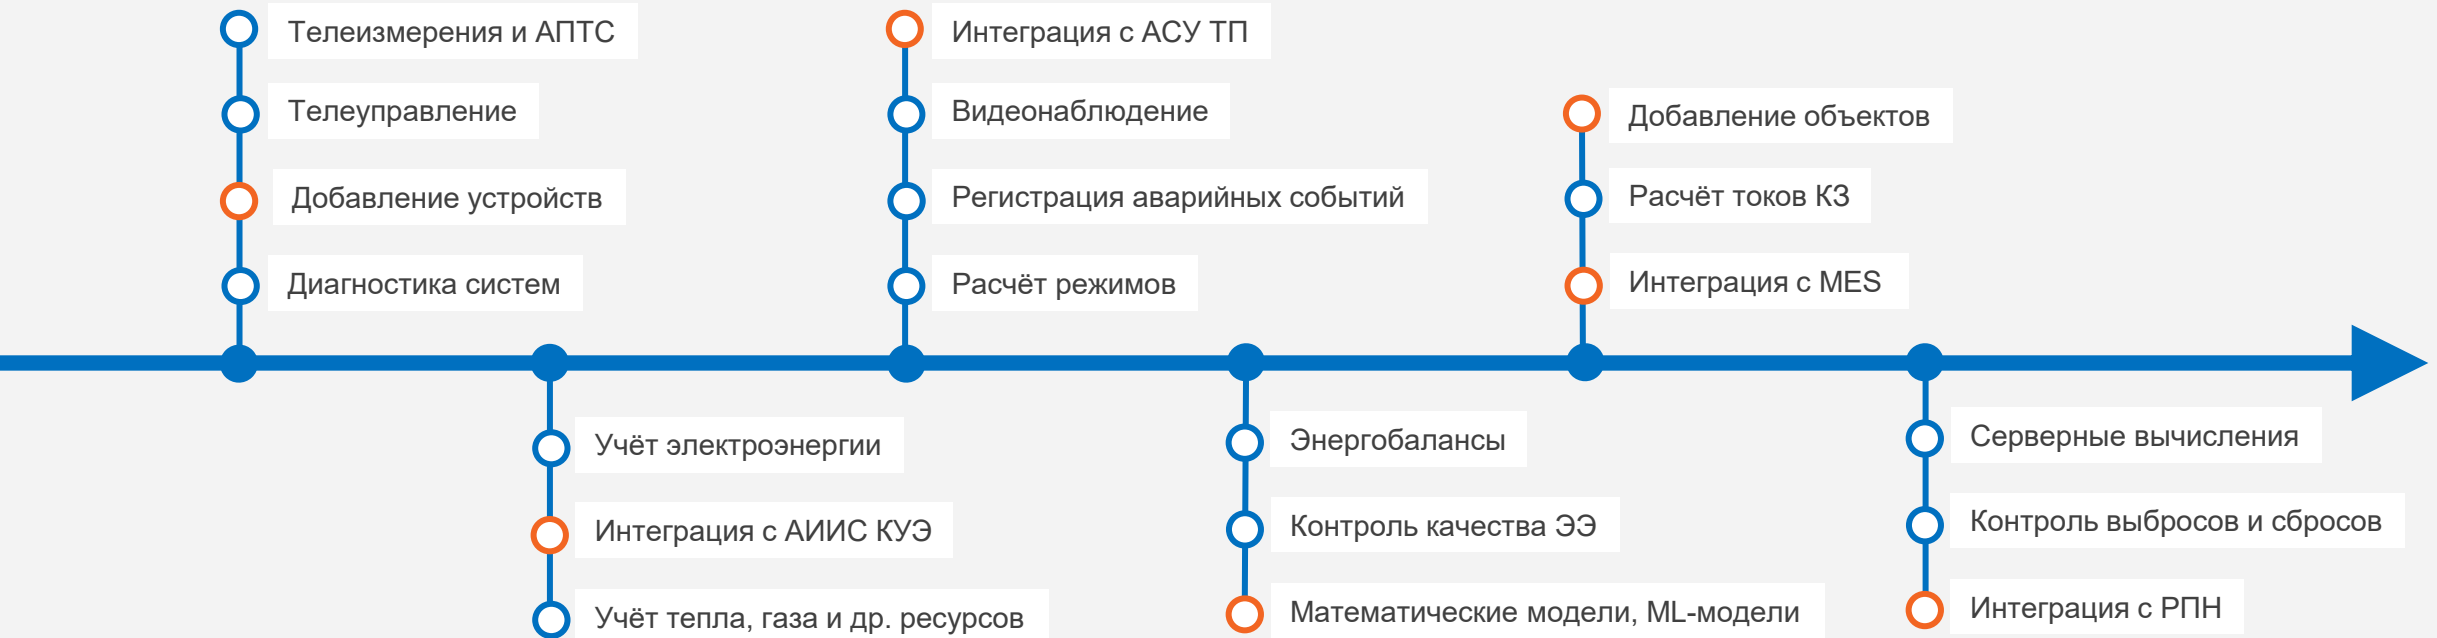 Телеизмерения и АПТС
Телеуправление
Добавление устройств
Диагностика систем
Учёт электроэнергии
Интеграция с АИИС КУЭ
Учёт тепла, газа и др. ресурсов
Интеграция с АСУ ТП
Видеонаблюдение
Регистрация аварийных событий
Расчёт режимов
Энергобалансы
Контроль качества ЭЭ
Математические модели, ML-модели
Добавление объектов
Расчёт токов КЗ
Интеграция с MES
Серверные вычисления
Контроль выбросов и сбросов
Интеграция с РПН